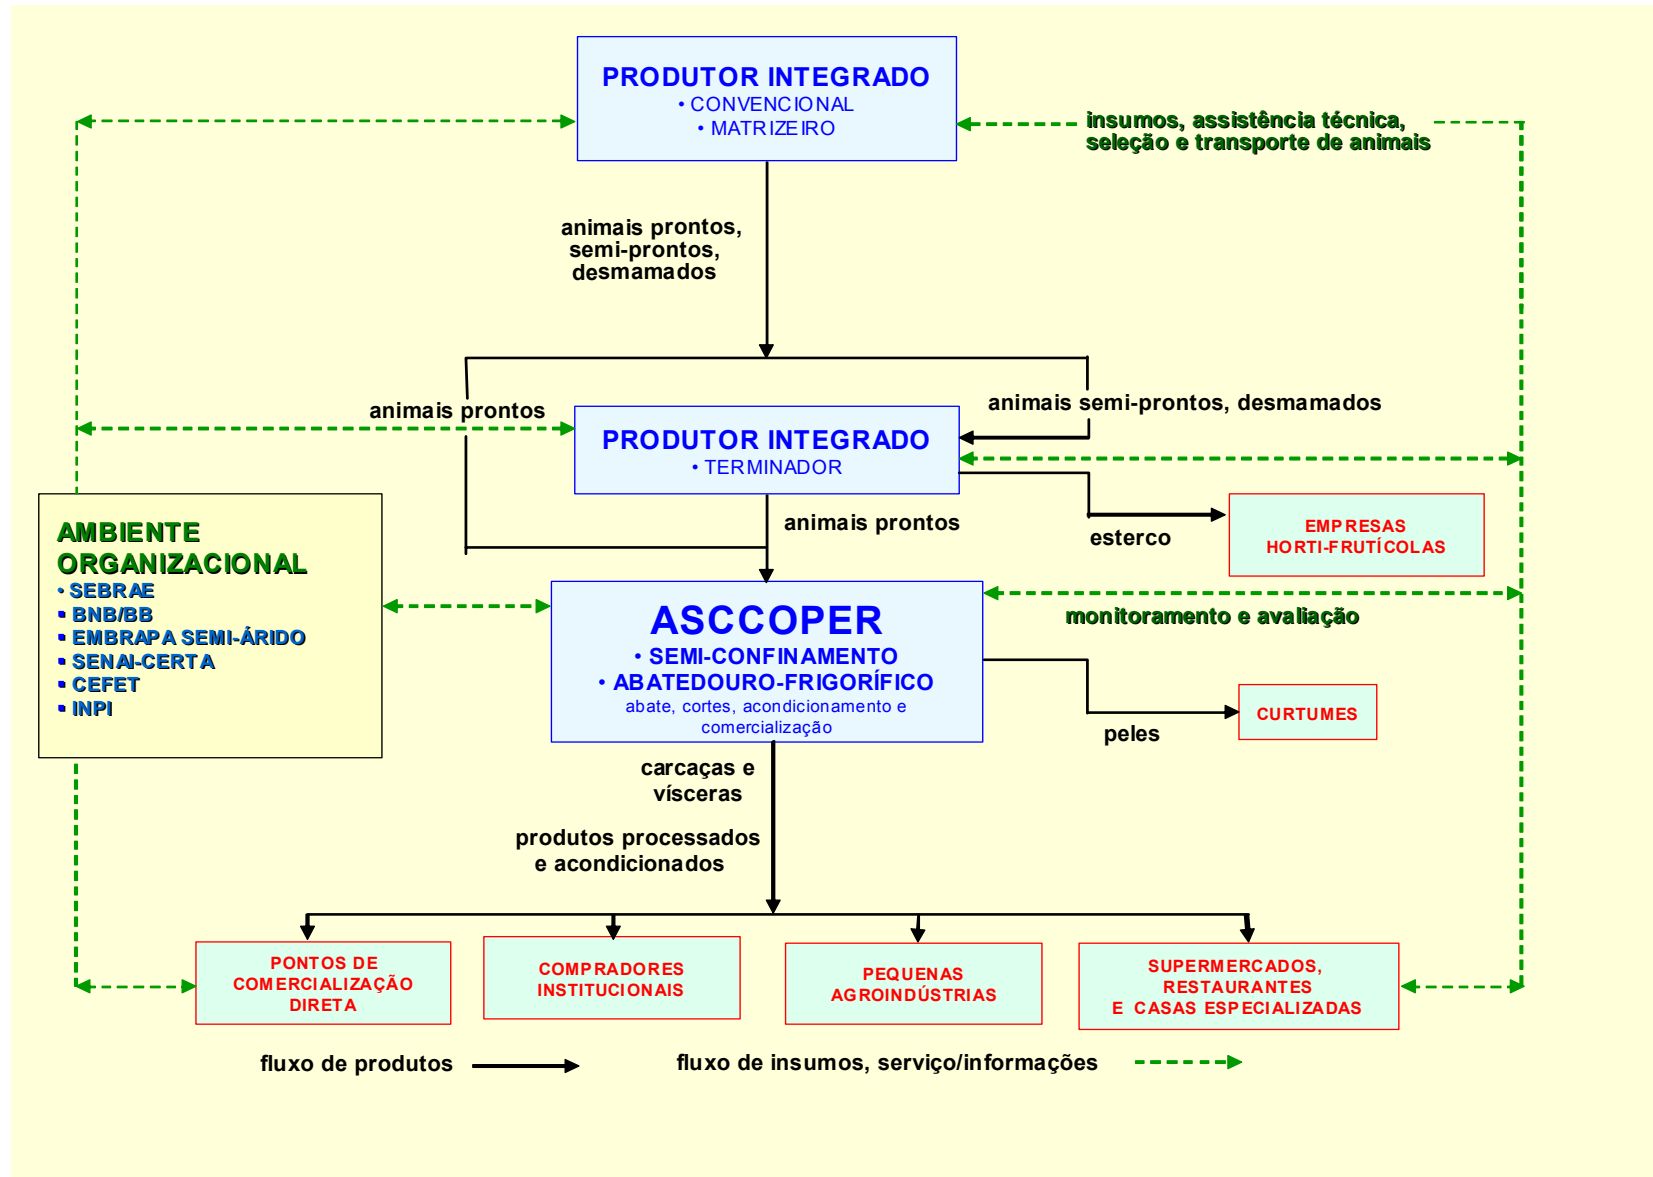 PRODUTOR INTEGRADO
• CONVENCIONAL
• MATRIZEIRO
insumos, assistência técnica,
seleção e transporte de animais
animais prontos,
semi-prontos,
desmamados
animais prontos
animais semi-prontos, desmamados
PRODUTOR INTEGRADO
• TERMINADOR
animais prontos
esterco
EMPRESAS
HORTI-FRUTÍCOLAS
AMBIENTE
ORGANIZACIONAL
• SEBRAE
▪ BNB/BB
▪ EMBRAPA SEMI-ÁRIDO
▪ SENAI-CERTA
▪ CEFET
▪ INPI
ASCCOPER
• SEMI-CONFINAMENTO
• ABATEDOURO-FRIGORÍFICO
abate, cortes, acondicionamento e
comercialização
monitoramento e avaliação
peles
CURTUMES
carcaças e
vísceras
produtos processados
e acondicionados
PONTOS DE
COMERCIALIZAÇÃO
DIRETA
COMPRADORES
INSTITUCIONAIS
PEQUENAS
AGROINDÚSTRIAS
SUPERMERCADOS,
RESTAURANTES
E CASAS ESPECIALIZADAS
fluxo de produtos
fluxo de insumos, serviço/informações